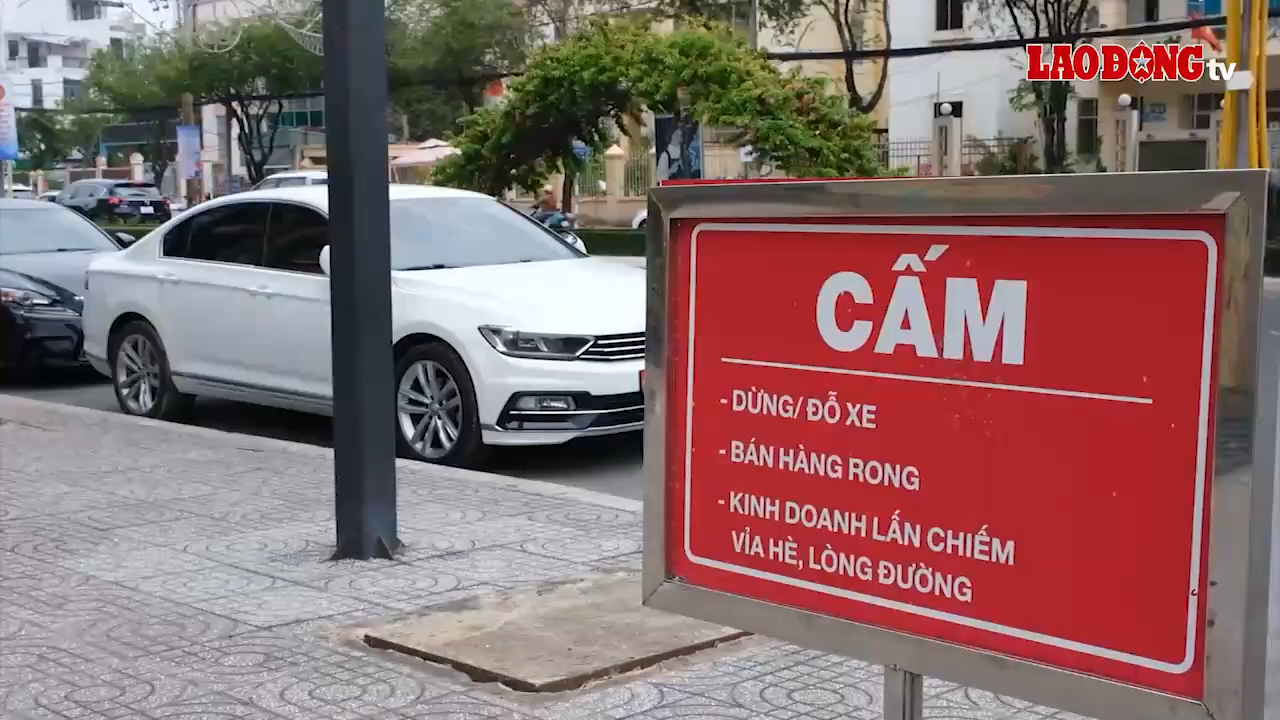 LAO ĐỘNG tv
CẤM
- DỪNG/ ĐỖ XE
- BÁN HÀNG RONG
- KINH DOANH LẤN CHIẾM
VỈA HÈ, LÒNG ĐƯỜNG